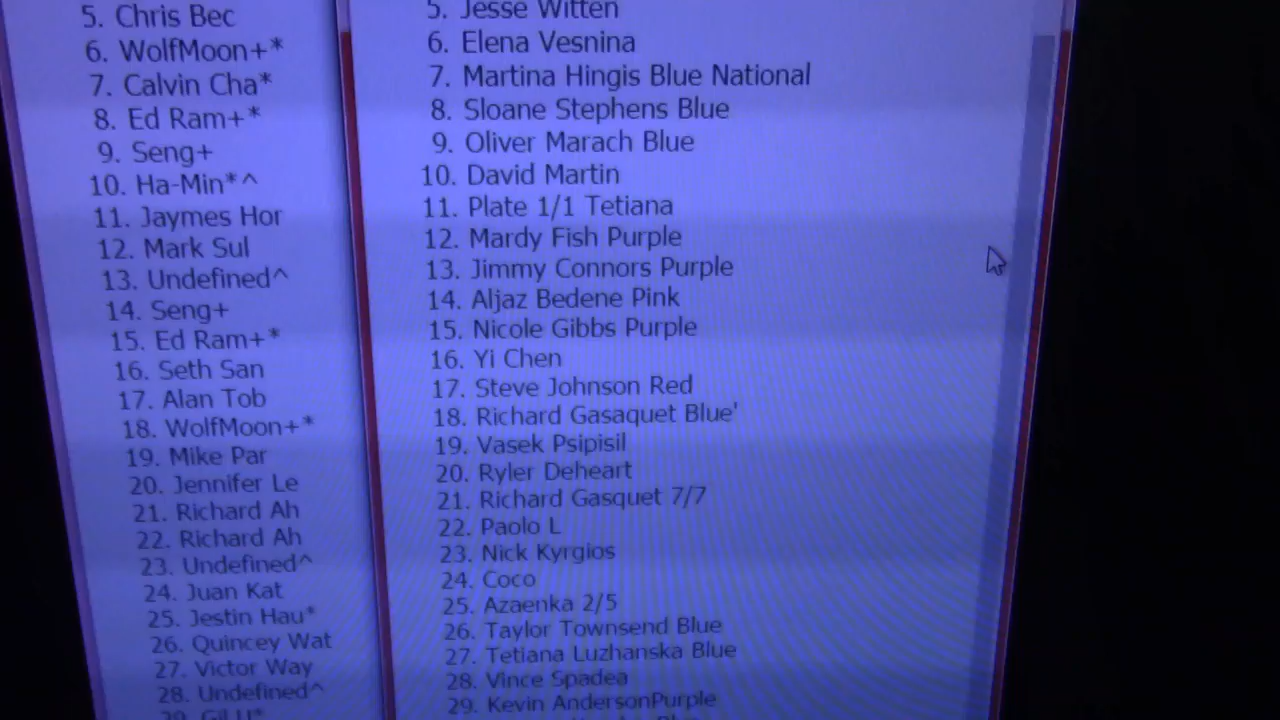 5. Chris Bec
6. WolfMoon+*
7. Calvin Cha*
8. Ed Ram+*
9. Seng+
10. Ha-Min*^
11. Jaymes Hor
12. Mark Sul
13. Undefined^
14. Seng+
15. Ed Ram+*
16. Seth San
17. Alan Tob
18. WolfMoon+*
19. Mike Par
20. Jennifer Le
21. Richard Ah
22. Richard Ah
23. Undefined^
24. Juan Kat
25. Jestin Hau*
26. Quincey Wat
27. Victor Way
28. Undefined^
5. Jesse Witten
6. Elena Vesnina
7. Martina Hingis Blue National
8. Sloane Stephens Blue
9. Oliver Marach Blue
10. David Martin
11. Plate 1/1 Tetiana
12. Mardy Fish Purple
13. Jimmy Connors Purple
14. Aljaz Bedene Pink
15. Nicole Gibbs Purple
16. Yi Chen
17. Steve Johnson Red
18. Richard Gasaquet Blue'
19. Vasek Psipisil
20. Ryler Deheart
21. Richard Gasquet 7/7
22. Paolo L
23. Nick Kyrgios
24. Coco
25. Azaenka 2/5
26. Taylor Townsend Blue
27. Tetiana Luzhanska Blue
28. Vince Spadea
29. Kevin AndersonPurple